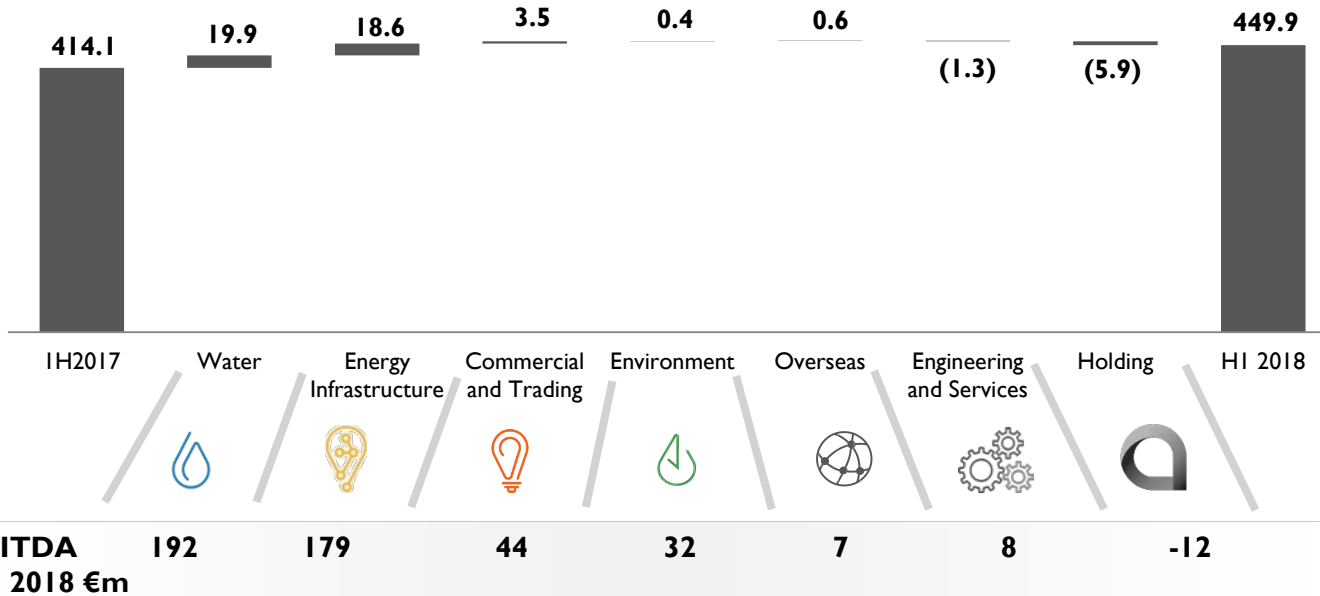 414.1 19.9 18.6 3.5 0.4 0.6 (1.3) (5.9) 449.9
1H2017 Water Energy Infrastructure Commercial and Trading Environment Overseas Engineering and Services Holding H1 2018
ITDA 192 179 44 32 7 8 -12
2018 €m